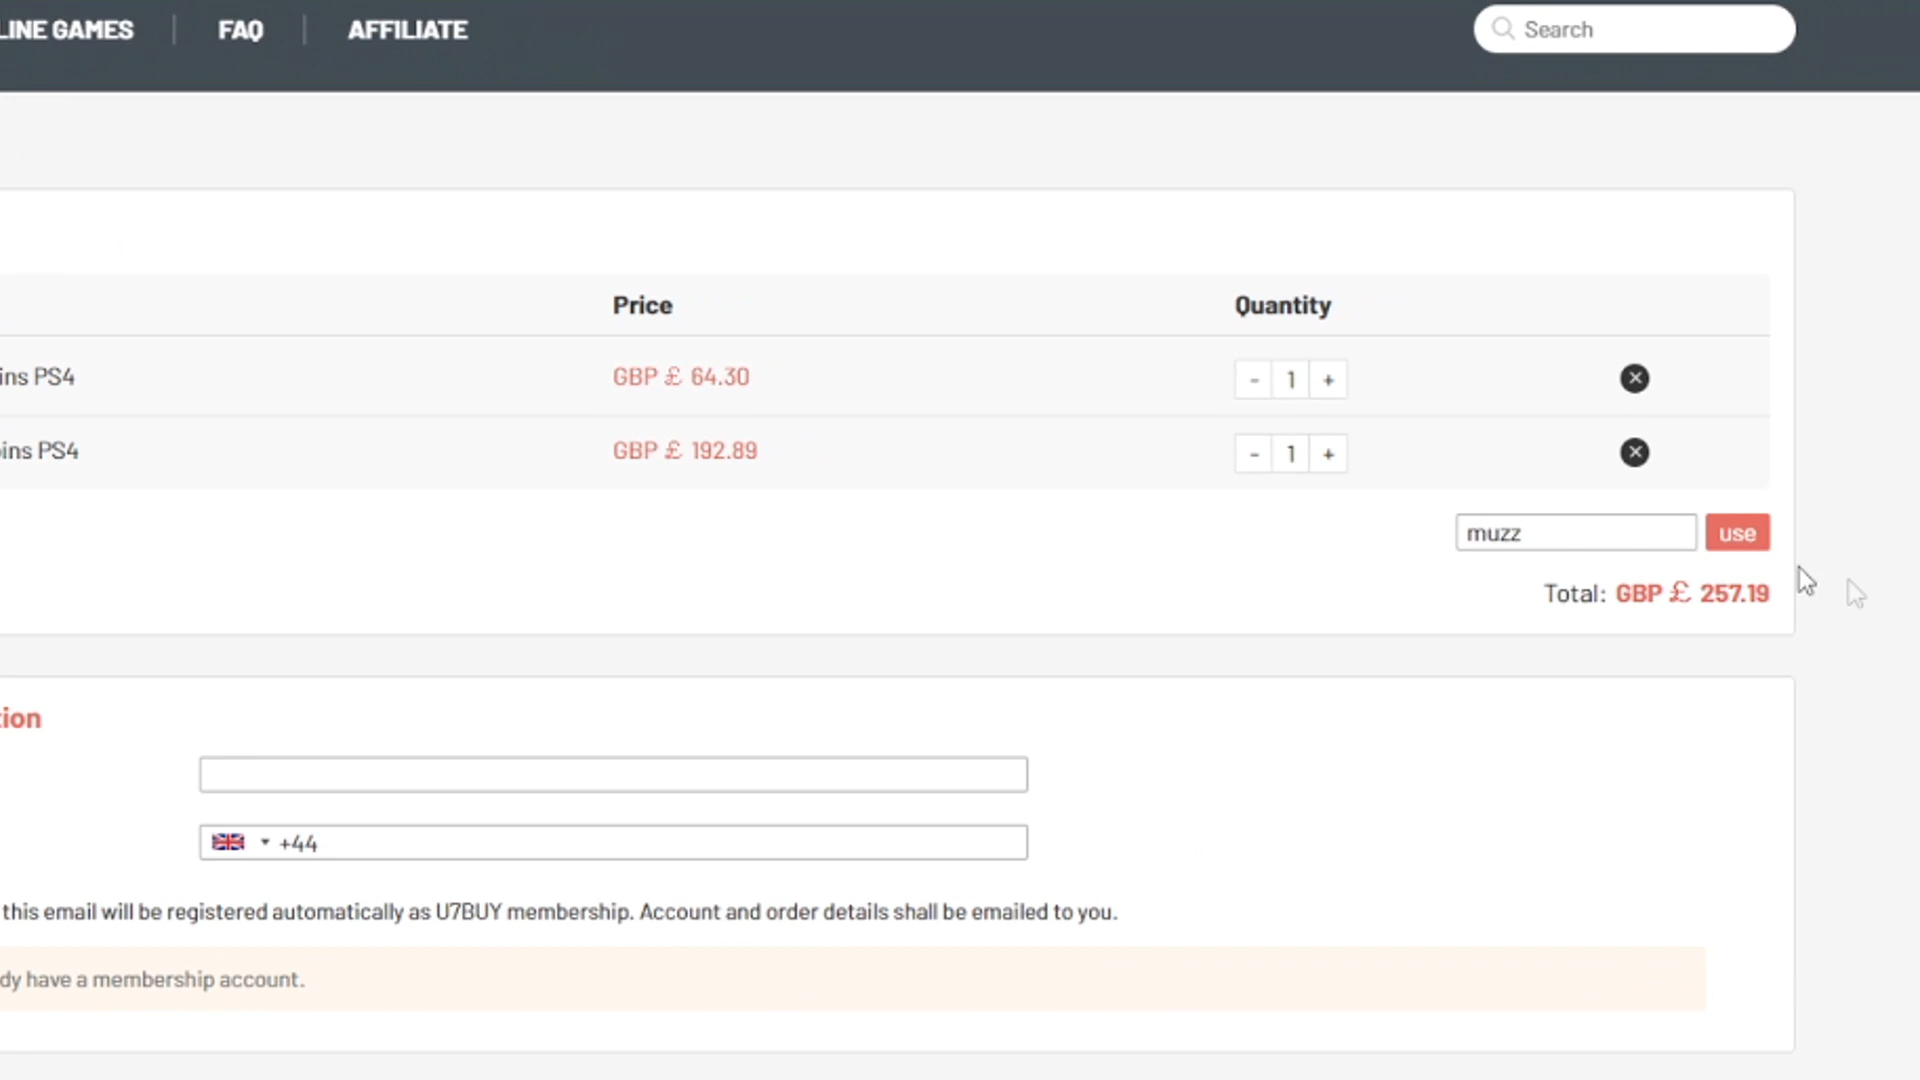 LINE GAMES
FAQ
AFFILIATE
Search
Price
Quantity
ins PS4
GBP £ 64.30
- 1 +
ins PS4
GBP £ 192.89
- 1 +
muzz
use
Total: GBP £ 257.19
tion
+44
this email will be registered automatically as U7BUY membership. Account and order details shall be emailed to you.
dy have a membership account.